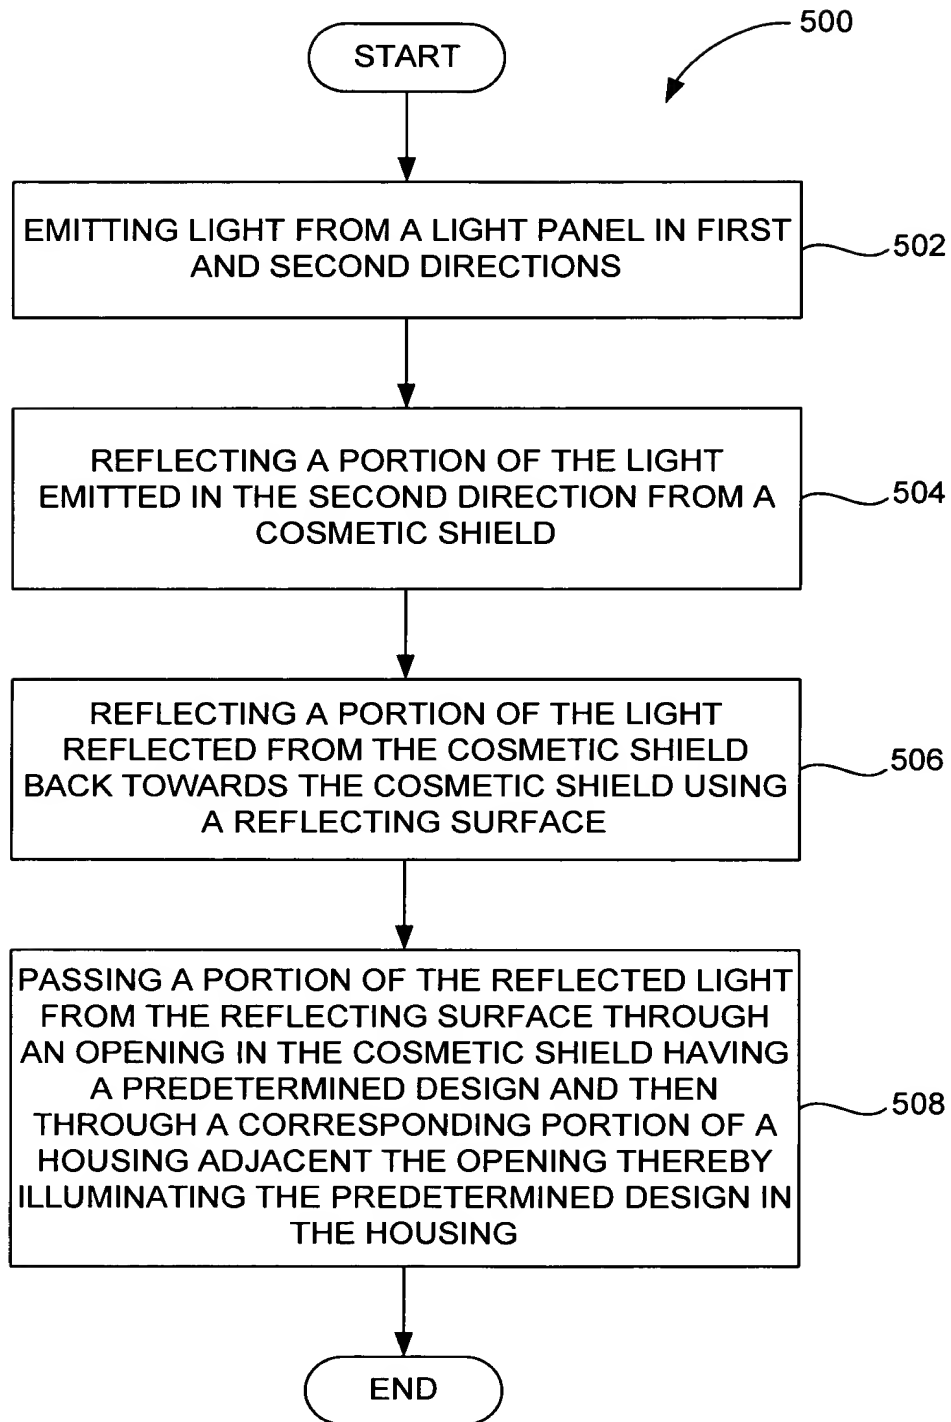 500
START
EMITTING LIGHT FROM A LIGHT PANEL IN FIRST
AND SECOND DIRECTIONS
502
REFLECTING A PORTION OF THE LIGHT
EMITTED IN THE SECOND DIRECTION FROM A
COSMETIC SHIELD
504
REFLECTING A PORTION OF THE LIGHT
REFLECTED FROM THE COSMETIC SHIELD
BACK TOWARDS THE COSMETIC SHIELD USING
A REFLECTING SURFACE
506
PASSING A PORTION OF THE REFLECTED LIGHT
FROM THE REFLECTING SURFACE THROUGH
AN OPENING IN THE COSMETIC SHIELD HAVING
A PREDETERMINED DESIGN AND THEN
THROUGH A CORRESPONDING PORTION OF A
HOUSING ADJACENT THE OPENING THEREBY
ILLUMINATING THE PREDETERMINED DESIGN IN
THE HOUSING
508
END